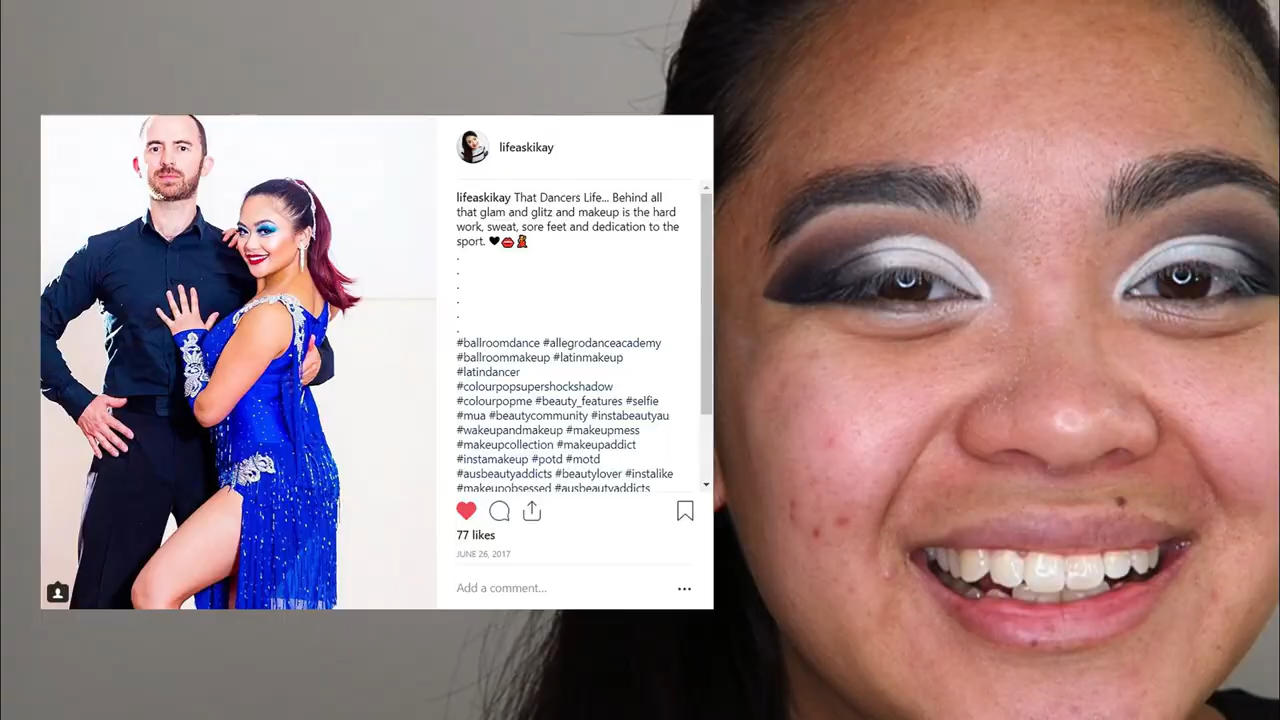 lifeaskikay
lifeaskikay That Dancers Life... Behind all
that glam and glitz and makeup is the hard
work, sweat, sore feet and dedication to the
sport. 🖤💋💃
.
.
.
.
.
.
#ballroomdance #allegrodanceacademy
#ballroommakeup #latinmakeup
#latindancer
#colourpopsupershockshadow
#colourpopme #beauty_features #selfie
#mua #beautycommunity #instabeautyau
#wakeupandmakeup #makeupmess
#makeupcollection #makeupaddict
#instamakeup #potd #motd
#ausbeautyaddicts #beautylover #instalike
#makeupobsessed #ausbeautyaddicts
77 likes
JUNE 26, 2017
Add a comment...